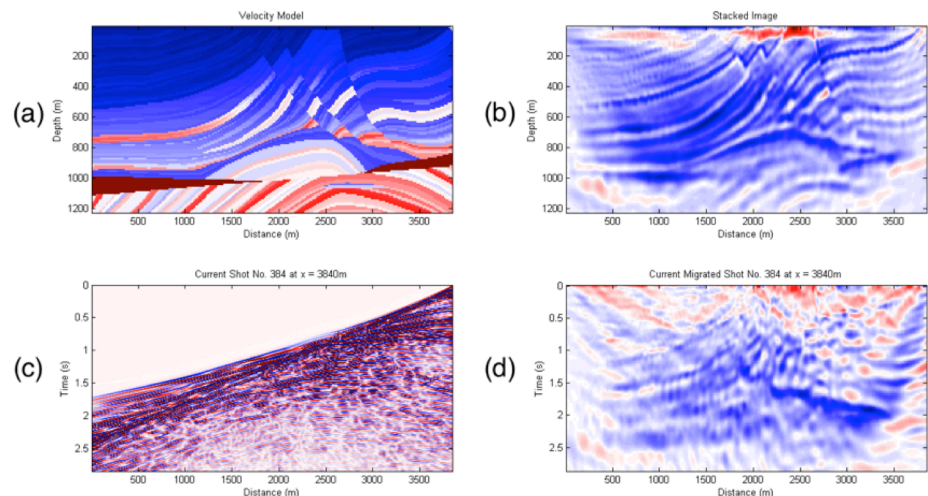 Velocity Model
(a)
Depth (m)
200
400
600
800
1000
1200
500 1000 1500 2000 2500 3000 3500
Distance (m)
Stacked Image
(b)
Depth (m)
200
400
600
800
1000
1200
500 1000 1500 2000 2500 3000 3500
Distance (m)
Current Shot No. 384 at x = 3840m
(c)
Time (s)
0
0.5
1
1.5
2
2.5
500 1000 1500 2000 2500 3000 3500
Distance (m)
Current Migrated Shot No. 384 at x = 3840m
(d)
Time (s)
0
0.5
1
1.5
2
2.5
500 1000 1500 2000 2500 3000 3500
Distance (m)